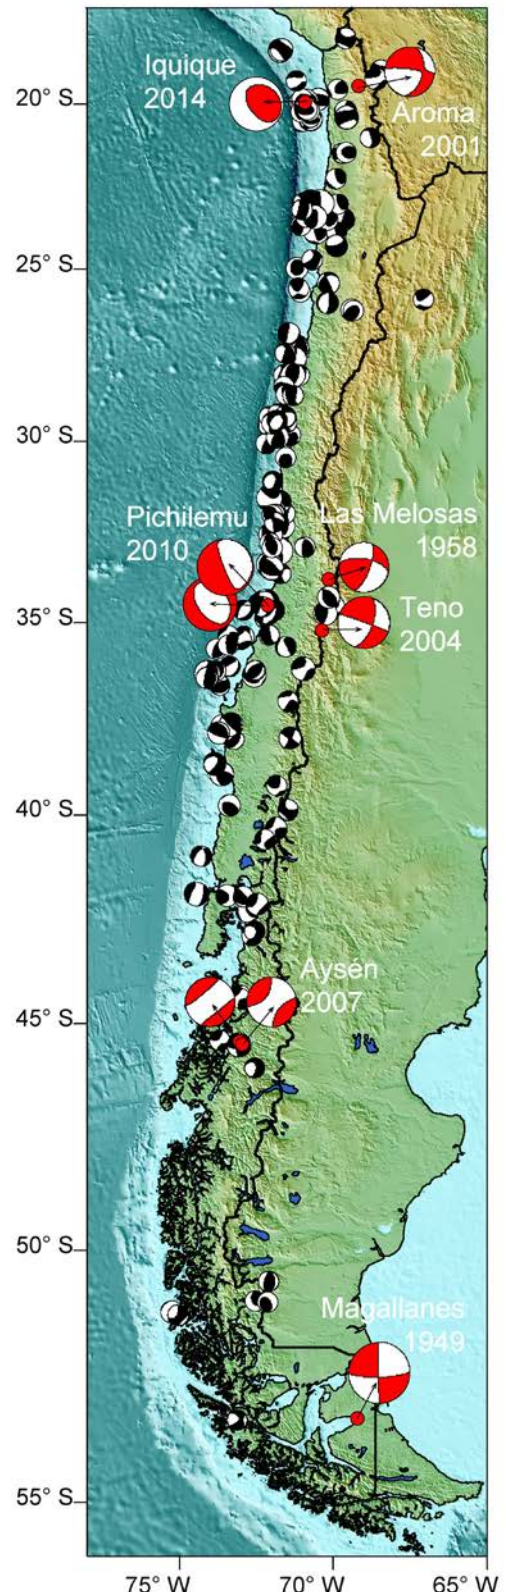 Iquique
2014
20° S
Aroma
2001
25° S
30° S
Pichilemu
2010
Las Melosas
1958
35° S
Teno
2004
40° S
Aysén
2007
45° S
50° S
Magallanes
1949
55° S
75° W
70° W
65° W